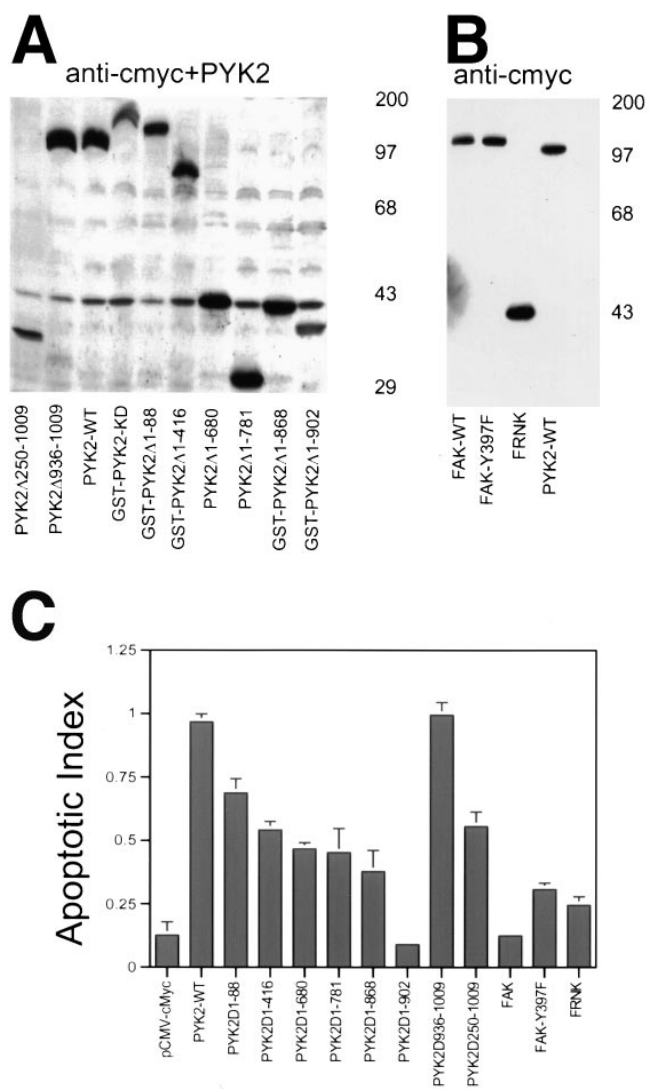 A
anti-cmyc+PYK2
200
97
68
43
29
PYK2Δ250-1009
PYK2Δ936-1009
PYK2-WT
GST-PYK2-KD
GST-PYK2Δ1-88
GST-PYK2Δ1-416
PYK2Δ1-680
PYK2Δ1-781
GST-PYK2Δ1-868
GST-PYK2Δ1-902
B
anti-cmyc
200
97
68
43
FAK-WT
FAK-Y397F
FRNK
PYK2-WT
C
Apoptotic Index
1.25
1
0.75
0.5
0.25
0
pCMV-cMyc
PYK2-WT
PYK2D1-88
PYK2D1-416
PYK2D1-680
PYK2D1-781
PYK2D1-868
PYK2D1-902
PYK2D936-1009
PYK2D250-1009
FAK
FAK-Y397F
FRNK